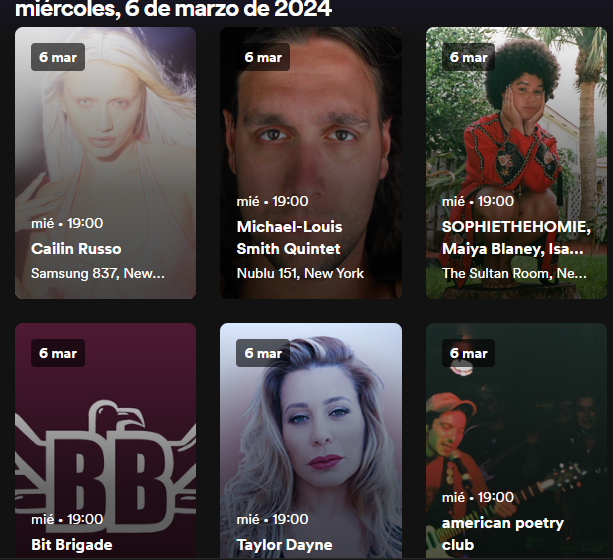 miércoles, 6 de marzo de 2024
6 mar
mié • 19:00
Cailin Russo
Samsung 837, New...
6 mar
mié • 19:00
Michael-Louis
Smith Quintet
Nublu 151, New York
6 mar
mié • 19:00
SOPHIETHEHOMIE,
Maiya Blaney, Isa...
The Sultan Room, Ne...
6 mar
BB
mié • 19:00
Bit Brigade
6 mar
mié • 19:00
Taylor Dayne
6 mar
mié • 19:00
american poetry
club